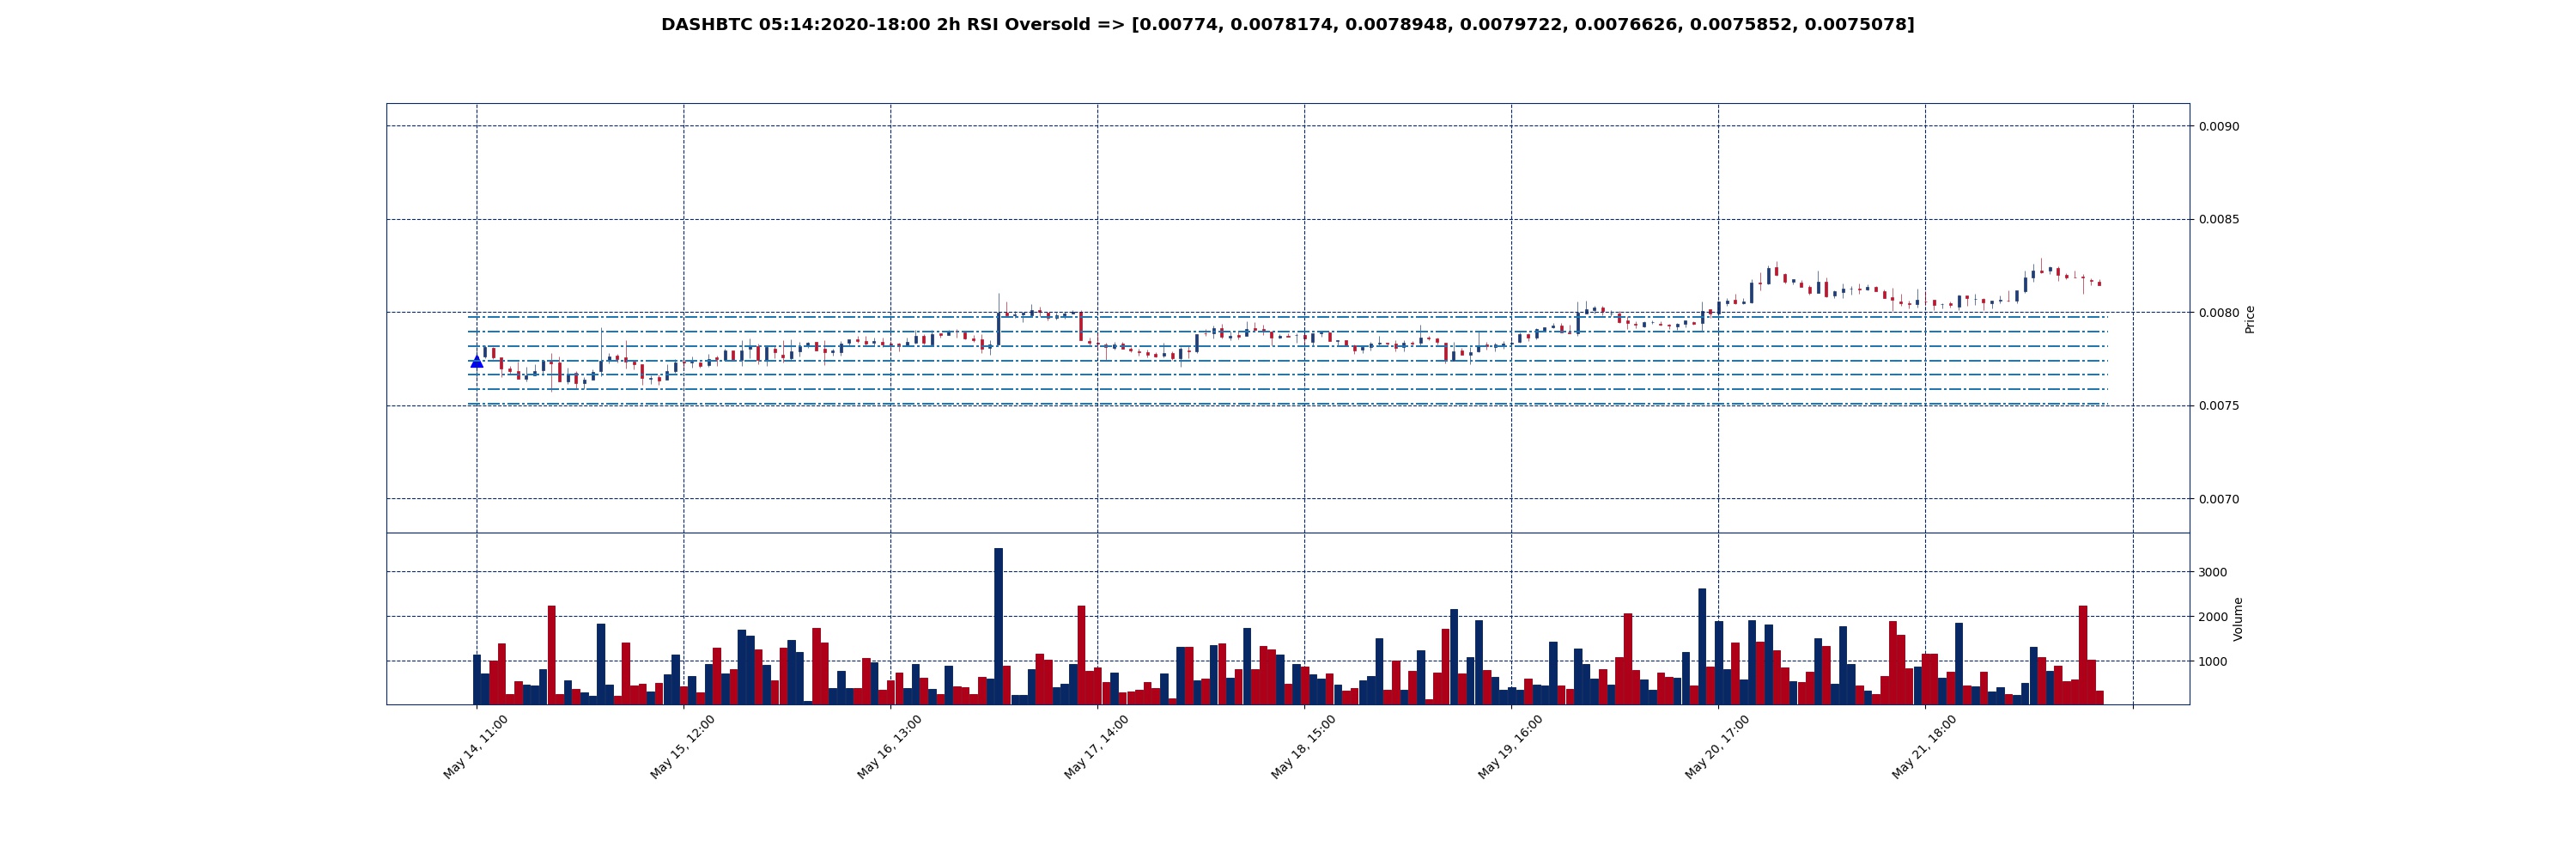 DASHBTC 05:14:2020-18:00 2h RSI Oversold => [0.00774, 0.0078174, 0.0078948, 0.0079722, 0.0076626, 0.0075852, 0.0075078]
0.0090
0.0085
0.0080
0.0075
0.0070
Price
3000
2000
1000
Volume
May 14, 11:00
May 15, 12:00
May 16, 13:00
May 17, 14:00
May 18, 15:00
May 19, 16:00
May 20, 17:00
May 21, 18:00